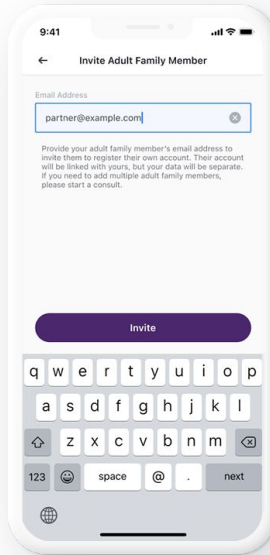 9:41
Invite Adult Family Member
Email Address
partner@example.com
Provide your adult family member's email address to
invite them to register their own account. Their account
will be linked with yours, but your data will be separate.
If you need to add multiple adult family members,
please start a consult.
Invite
q w e r t y u i o p
a s d f g h j k l
z x c v b n m
123 space @ . next